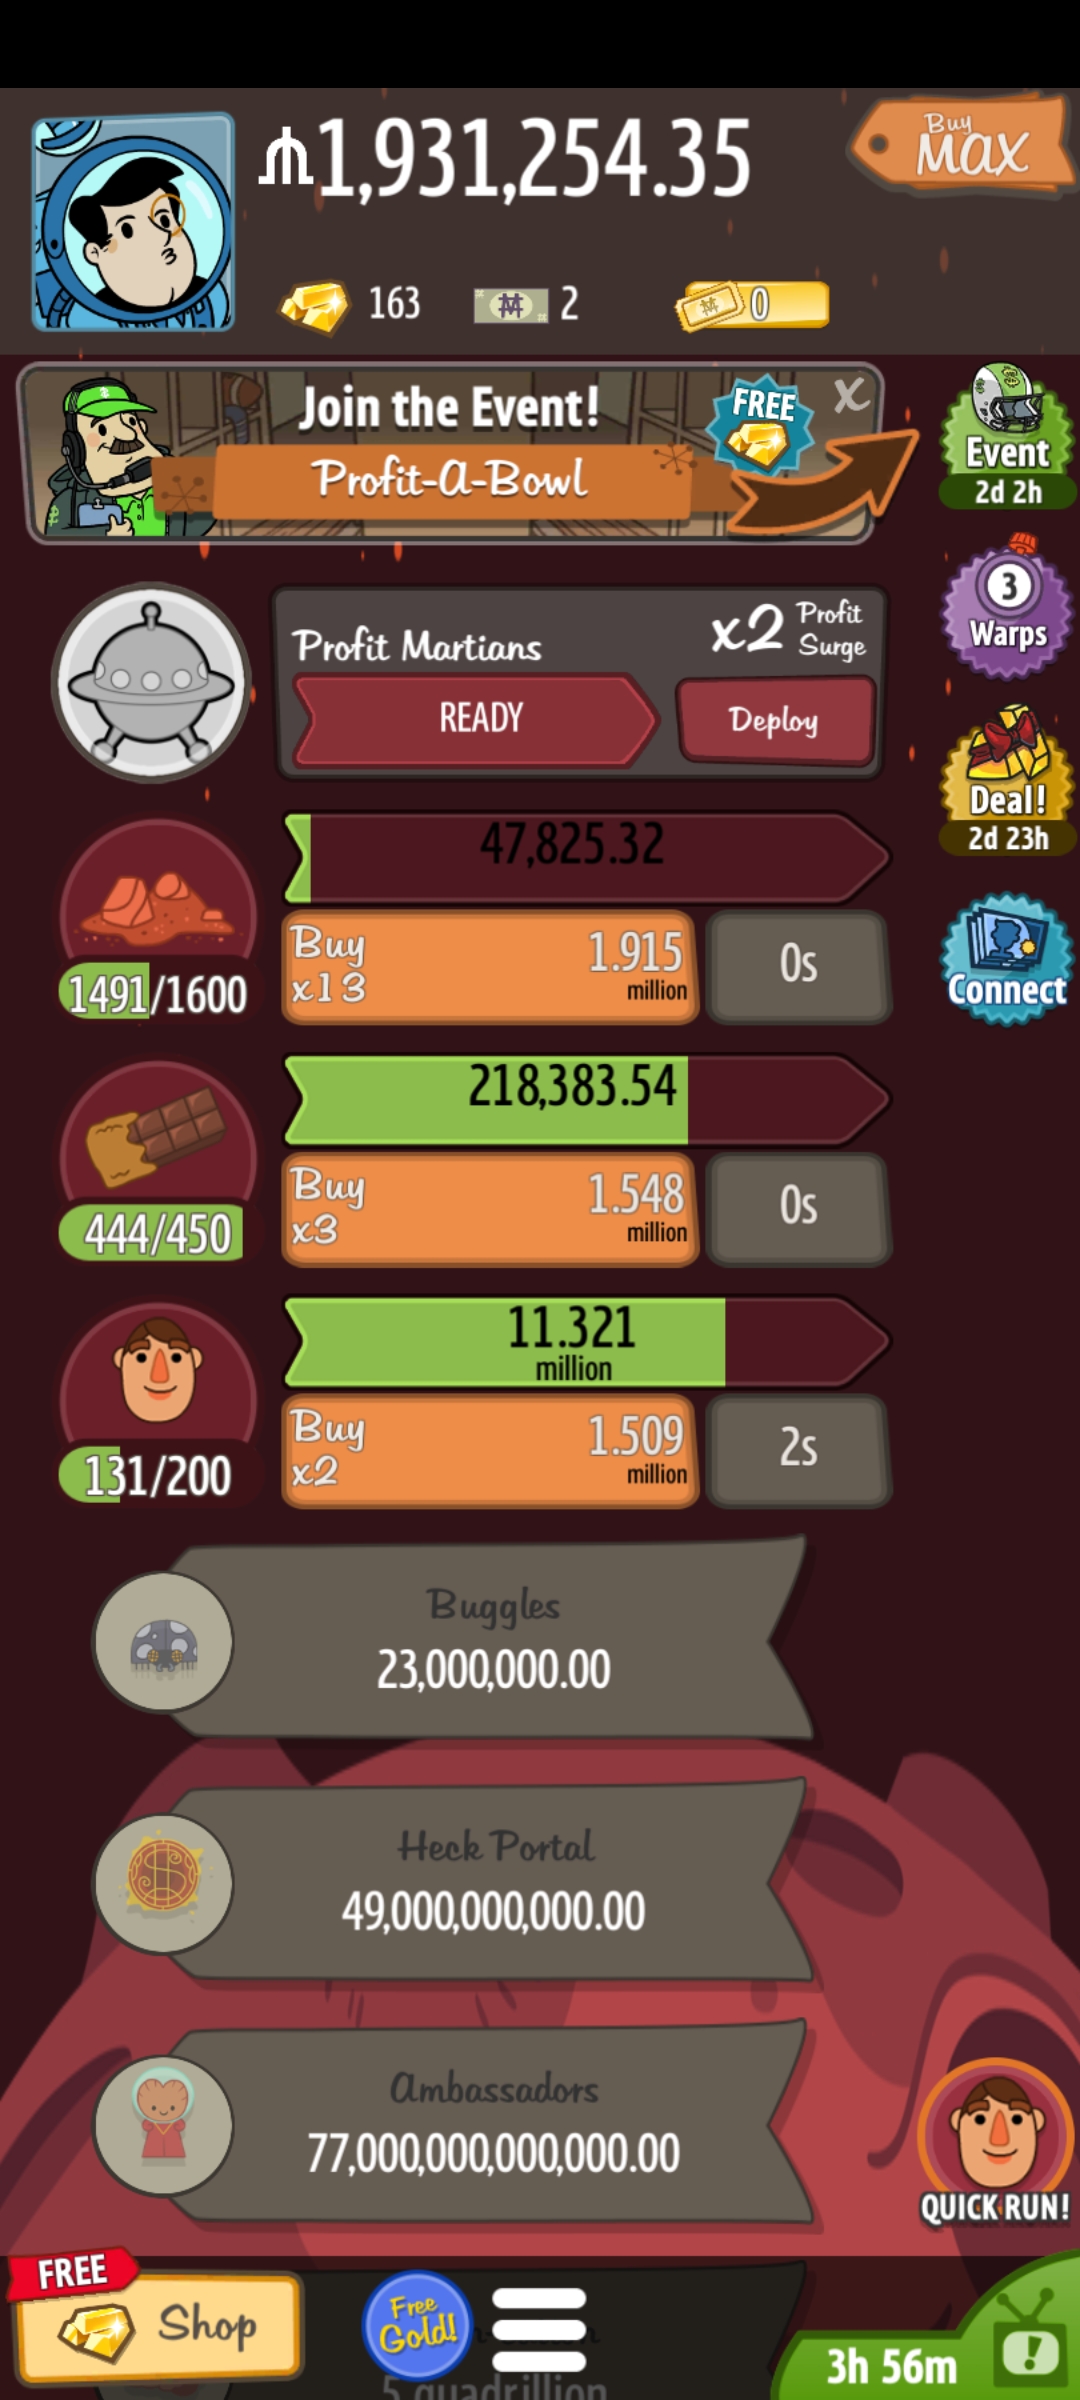 1,931,254.35
Buy
MAX
163
2
0
Join the Event!
Profit-A-Bowl
FREE
X
Event
2d 2h
3
Warps
Profit Martians
x2 Profit
Surge
READY
Deploy
Deal!
2d 23h
47,825.32
1491/1600
Buy
x13
1.915
million
0s
Connect
218,383.54
444/450
Buy
x3
1.548
million
0s
11.321
million
131/200
Buy
x2
1.509
million
2s
Buggles
23,000,000.00
Heck Portal
49,000,000,000.00
Ambassadors
77,000,000,000,000.00
QUICK RUN!
FREE
Shop
Free
Gold!
5 quadrillion
3h 56m
!